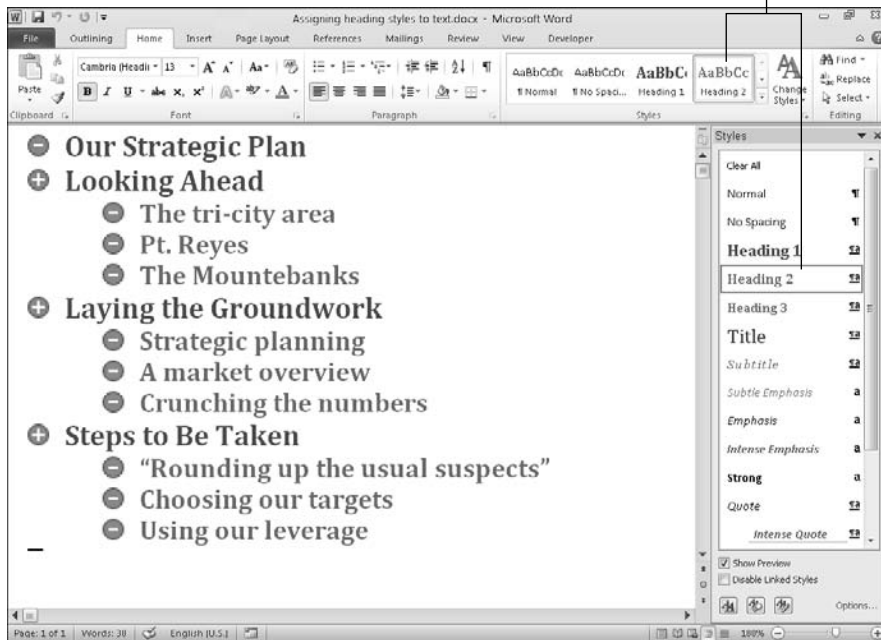 Assigning heading styles to text.docx - Microsoft Word
File Outlining Home Insert Page Layout References Mailings Review View Developer
Cambria (Headi 13 A A Aa
Paste B I U abc x, x² A A
AaBbCcDc AaBbCcDc AaBbC AaBbCc
¶ Normal ¶ No Spaci... Heading 1 Heading 2
Change Styles
Find
Replace
Select
Clipboard Font Paragraph Styles Editing
Our Strategic Plan
Looking Ahead
The tri-city area
Pt. Reyes
The Mountebanks
Laying the Groundwork
Strategic planning
A market overview
Crunching the numbers
Steps to Be Taken
“Rounding up the usual suspects”
Choosing our targets
Using our leverage
Styles
Clear All
Normal ¶
No Spacing ¶
Heading 1 ¶a
Heading 2 ¶a
Heading 3 ¶a
Title ¶a
Subtitle ¶a
Subtle Emphasis a
Emphasis a
Intense Emphasis a
Strong a
Quote ¶a
Intense Quote ¶a
Show Preview
Disable Linked Styles
Options...
Page: 1 of 1 Words: 38 English (U.S.) 100%